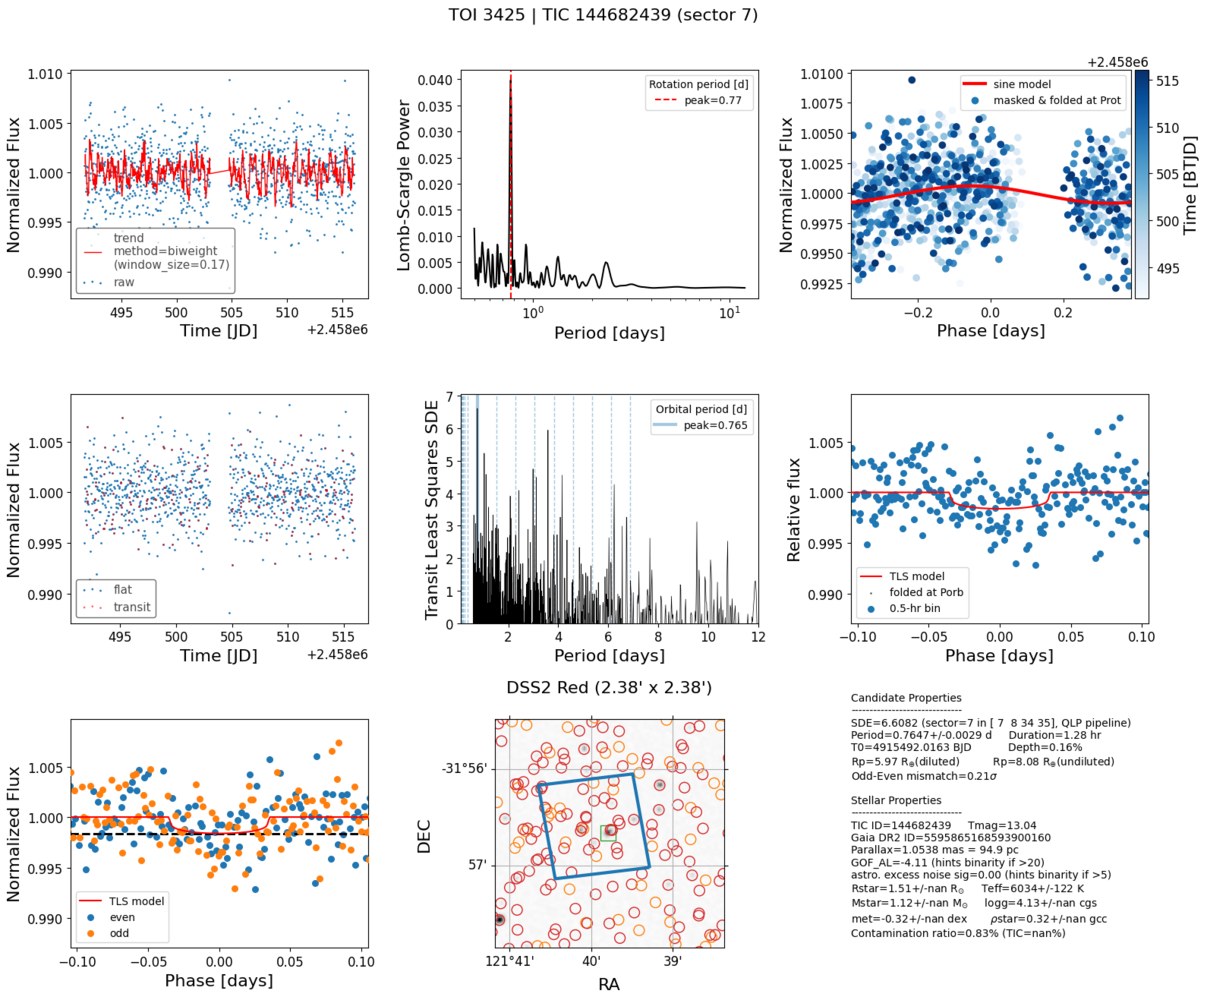 TOI 3425 | TIC 144682439 (sector 7)
Normalized Flux
1.010
1.005
1.000
0.995
0.990
trend
method=biweight
(window_size=0.17)
raw
495
500
505
510
515
Time [JD]
+2.458e6
Lomb-Scargle Power
0.040
0.035
0.030
0.025
0.020
0.015
0.010
0.005
0.000
Rotation period [d]
peak=0.77
10⁰
10¹
Period [days]
Normalized Flux
1.0100
1.0075
1.0050
1.0025
1.0000
0.9975
0.9950
0.9925
sine model
masked & folded at Prot
−0.2
0.0
0.2
Phase [days]
+2.458e6
515
510
505
500
495
Time [BTJD]
Normalized Flux
1.005
1.000
0.995
0.990
flat
transit
495
500
505
510
515
Time [JD]
+2.458e6
Transit Least Squares SDE
7
6
5
4
3
2
1
0
Orbital period [d]
peak=0.765
2
4
6
8
10
12
Period [days]
Relative flux
1.005
1.000
0.995
0.990
TLS model
folded at Porb
0.5-hr bin
−0.10
−0.05
0.00
0.05
0.10
Phase [days]
Normalized Flux
1.005
1.000
0.995
0.990
TLS model
even
odd
−0.10
−0.05
0.00
0.05
0.10
Phase [days]
DSS2 Red (2.38' x 2.38')
DEC
-31°56'
57'
121°41'
40'
39'
RA
Candidate Properties
------------------------------
SDE=6.6082 (sector=7 in [ 7 8 34 35], QLP pipeline)
Period=0.7647+/-0.0029 d Duration=1.28 hr
T0=4915492.0163 BJD Depth=0.16%
Rp=5.97 R⊕(diluted) Rp=8.08 R⊕(undiluted)
Odd-Even mismatch=0.21σ
Stellar Properties
------------------------------
TIC ID=144682439 Tmag=13.04
Gaia DR2 ID=5595865168593900160
Parallax=1.0538 mas = 94.9 pc
GOF_AL=-4.11 (hints binarity if >20)
astro. excess noise sig=0.00 (hints binarity if >5)
Rstar=1.51+/-nan R⊙ Teff=6034+/-122 K
Mstar=1.12+/-nan M⊙ logg=4.13+/-nan cgs
met=-0.32+/-nan dex ρstar=0.32+/-nan gcc
Contamination ratio=0.83% (TIC=nan%)